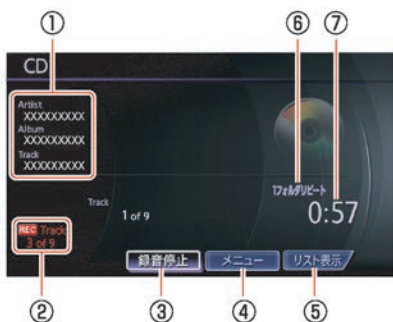 ① ⑥ ⑦
CD
Artist
XXXXXXXXX
Album
XXXXXXXXX
Track
XXXXXXXXX
1フォルダリピート
Track 1 of 9
0:57
REC Track
3 of 9
録音停止 メニュー リスト表示
② ③ ④ ⑤